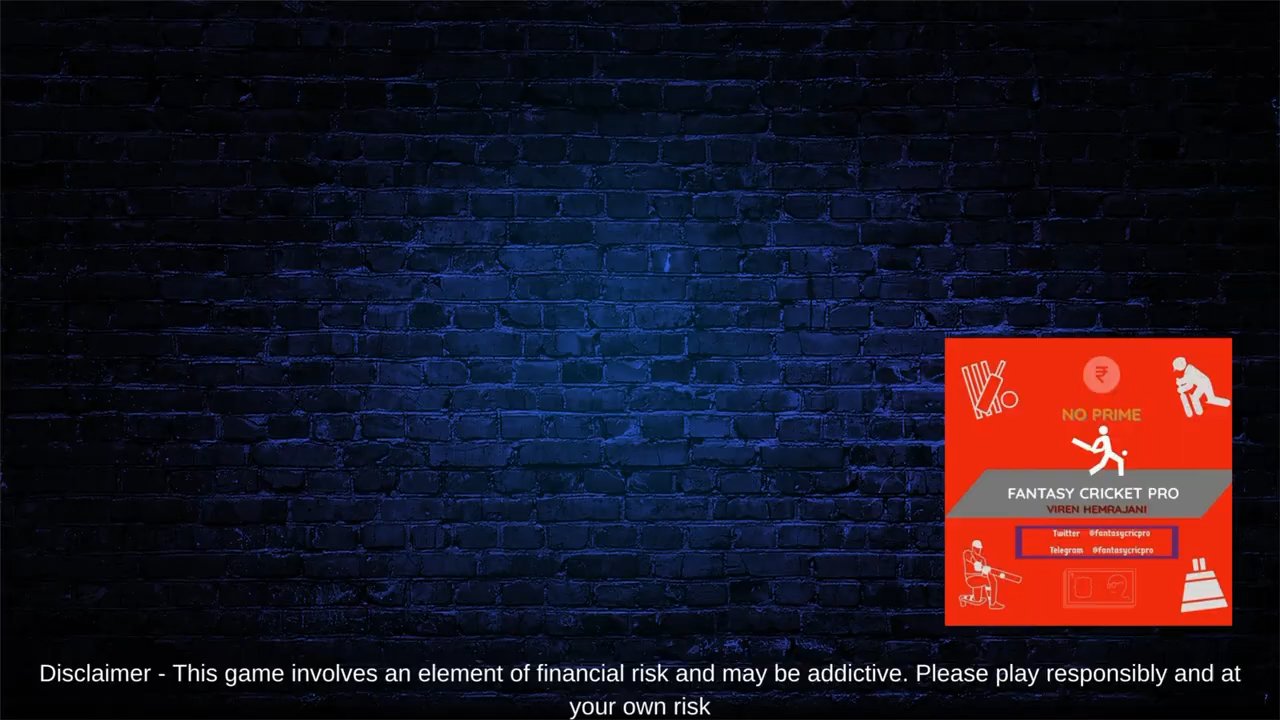 ₹
NO PRIME
FANTASY CRICKET PRO
VIREN HEMRAJANI
Twitter @fantasycricpro
Telegram @fantasycricpro
Disclaimer - This game involves an element of financial risk and may be addictive. Please play responsibly and at
your own risk